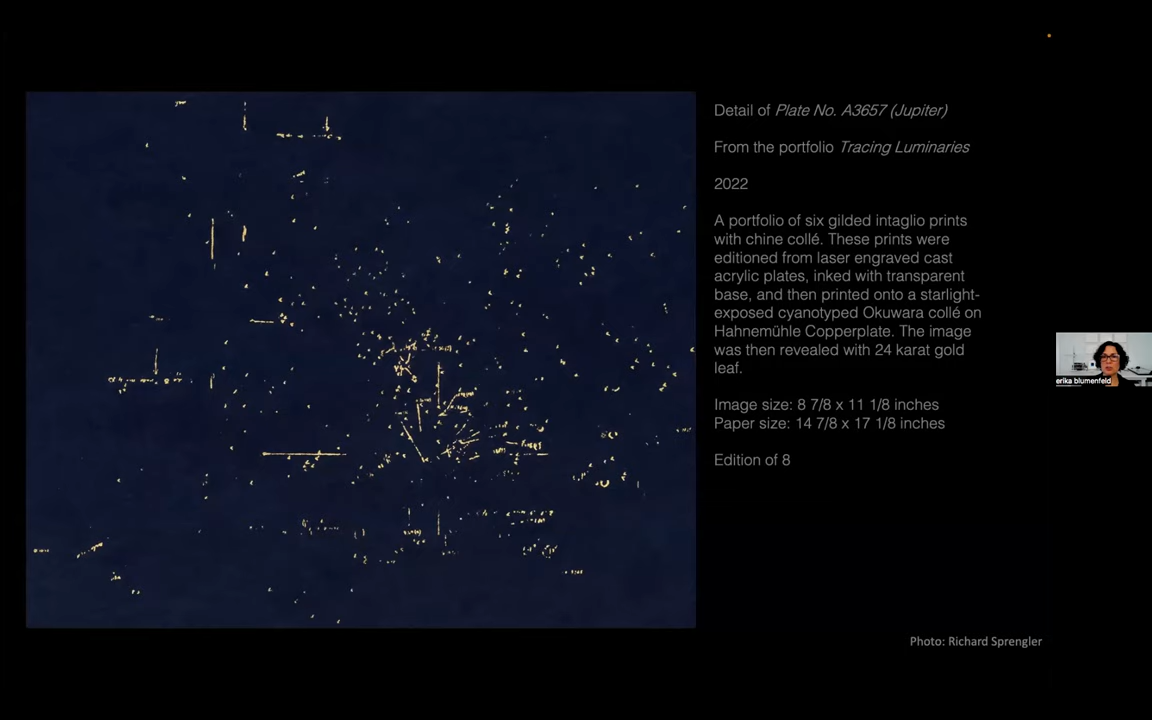 Detail of Plate No. A3657 (Jupiter)
From the portfolio Tracing Luminaries
2022
A portfolio of six gilded intaglio prints
with chine collé. These prints were
editioned from laser engraved cast
acrylic plates, inked with transparent
base, and then printed onto a starlight-
exposed cyanotyped Okuwara collé on
Hahnemühle Copperplate. The image
was then revealed with 24 karat gold
leaf.
Image size: 8 7/8 x 11 1/8 inches
Paper size: 14 7/8 x 17 1/8 inches
Edition of 8
erika blumenfeld
Photo: Richard Sprengler